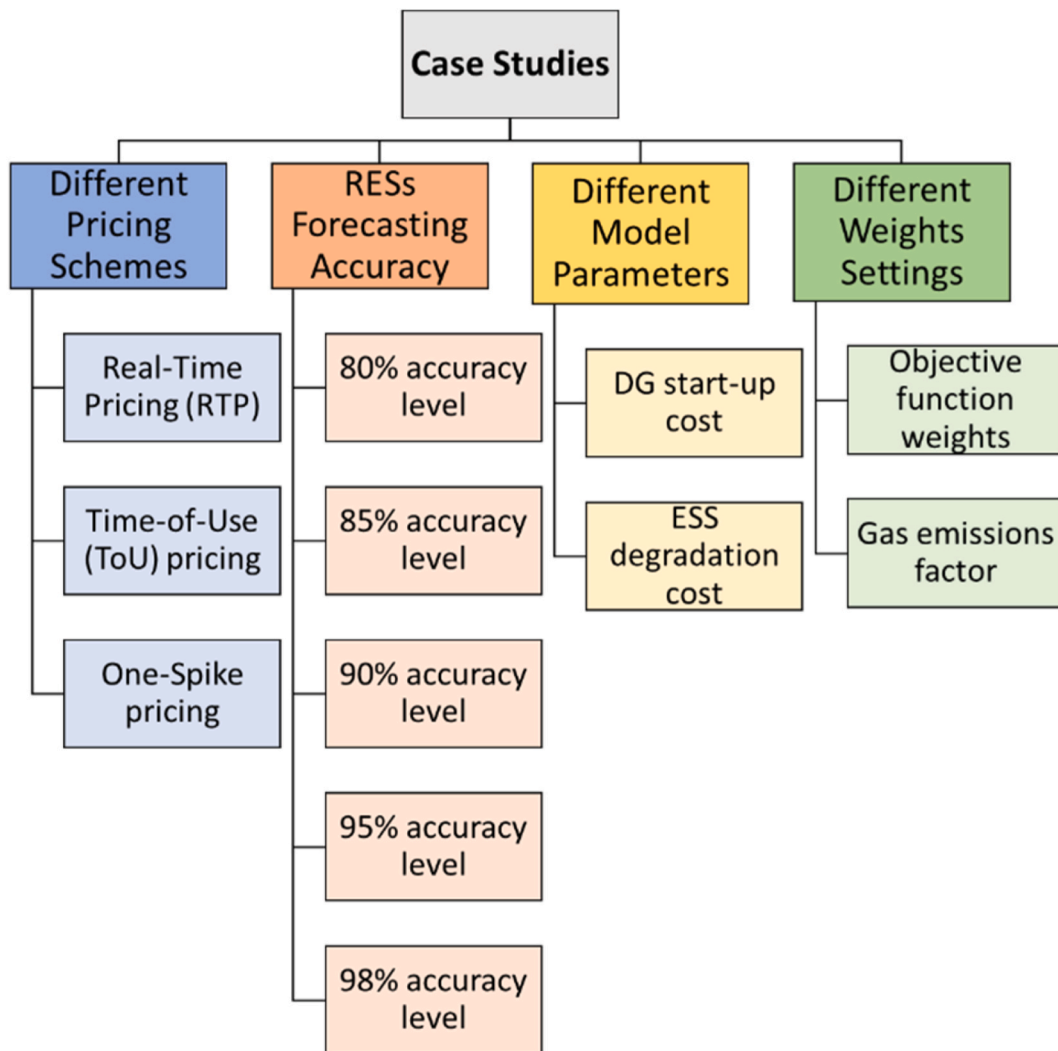 Case Studies
Different
Pricing
Schemes
Real-Time
Pricing (RTP)
Time-of-Use
(ToU) pricing
One-Spike
pricing
RESs
Forecasting
Accuracy
80% accuracy
level
85% accuracy
level
90% accuracy
level
95% accuracy
level
98% accuracy
level
Different
Model
Parameters
DG start-up
cost
ESS
degradation
cost
Different
Weights
Settings
Objective
function
weights
Gas emissions
factor